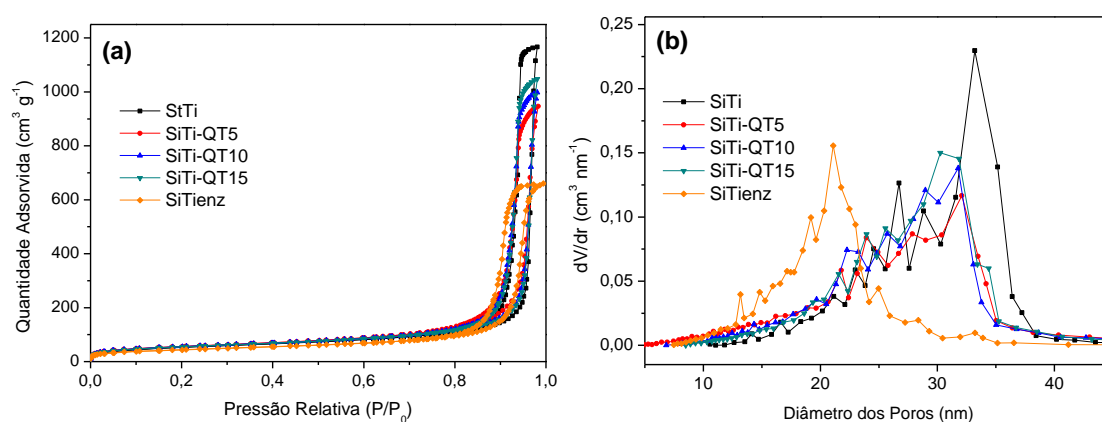 (a)
1200
1000
800
600
400
200
0
0,0 0,2 0,4 0,6 0,8 1,0
Quantidade Adsorvida (cm³ g⁻¹)
Pressão Relativa (P/P₀)
StTi
SiTi-QT5
SiTi-QT10
SiTi-QT15
SiTienz
(b)
0,25
0,20
0,15
0,10
0,05
0,00
10 20 30 40
dV/dr (cm³ nm⁻¹)
Diâmetro dos Poros (nm)
SiTi
SiTi-QT5
SiTi-QT10
SiTi-QT15
SiTienz